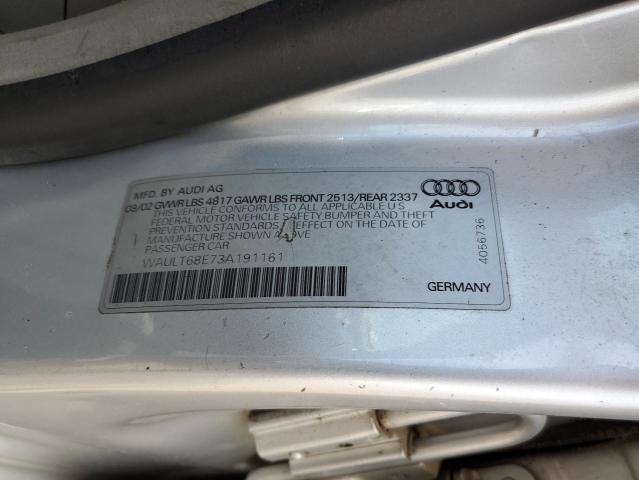 MFD. BY AUDI AG
09/02 GVWR LBS 4817 GAWR LBS FRONT 2513/REAR 2337
THIS VEHICLE CONFORMS TO ALL APPLICABLE U S
FEDERAL MOTOR VEHICLE SAFETY BUMPER AND THEFT
PREVENTION STANDARDS EFFECT ON THE DATE OF
MANUFACTURE SHOWN ABOVE
PASSENGER CAR
WAULT68E73A191161
Audi
4056736
GERMANY